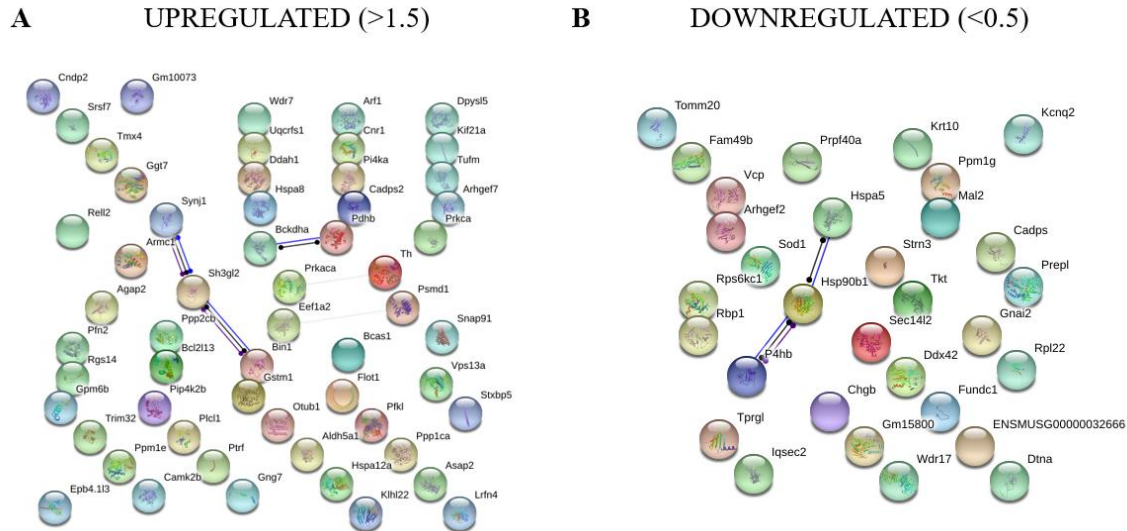 A UPREGULATED (>1.5)
Cndp2
Gm10073
Srsf7
Tmx4
Ggt7
Synj1
Rell2
Armc1
Agap2
Sh3gl2
Pfn2
Ppp2cb
Rgs14
Bcl2l13
Bin1
Gpm6b
Pip4k2b
Gstm1
Trim32
Plcl1
Otub1
Ppm1e
Ptrf
Epb4.1l3
Camk2b
Gng7
Wdr7
Uqcrfs1
Ddah1
Hspa8
Bckdha
Arf1
Cnr1
Pi4ka
Cadps2
Pdhb
Dpysl5
Kif21a
Tufm
Arhgef7
Prkca
Prkaca
Th
Eef1a2
Psmd1
Bcas1
Snap91
Flot1
Vps13a
Stxbp5
Pfkl
Aldh5a1
Ppp1ca
Hspa12a
Asap2
Klhl22
Lrfn4
B DOWNREGULATED (<0.5)
Tomm20
Fam49b
Prpf40a
Krt10
Kcnq2
Vcp
Ppm1g
Arhgef2
Hspa5
Mal2
Sod1
Strn3
Cadps
Rps6kc1
Hsp90b1
Tkt
Prepl
Rbp1
Sec14l2
Gnai2
P4hb
Ddx42
Rpl22
Chgb
Fundc1
Tprgl
Gm15800
ENSMUSG00000032666
Iqsec2
Wdr17
Dtna